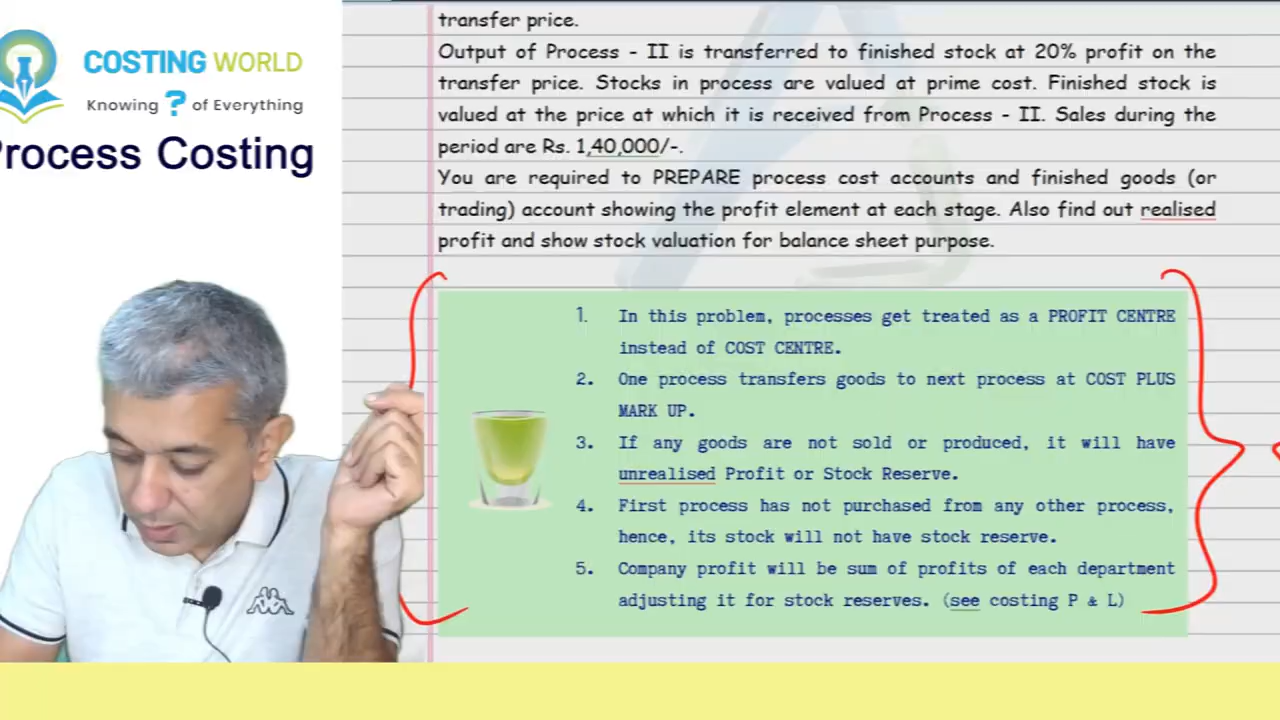 COSTING WORLD
Knowing ? of Everything
Process Costing
transfer price.
Output of Process - II is transferred to finished stock at 20% profit on the
transfer price. Stocks in process are valued at prime cost. Finished stock is
valued at the price at which it is received from Process - II. Sales during the
period are Rs. 1,40,000/-.
You are required to PREPARE process cost accounts and finished goods (or
trading) account showing the profit element at each stage. Also find out realised
profit and show stock valuation for balance sheet purpose.
1. In this problem, processes get treated as a PROFIT CENTRE
instead of COST CENTRE.
2. One process transfers goods to next process at COST PLUS
MARK UP.
3. If any goods are not sold or produced, it will have
unrealised Profit or Stock Reserve.
4. First process has not purchased from any other process,
hence, its stock will not have stock reserve.
5. Company profit will be sum of profits of each department
adjusting it for stock reserves. (see costing P & L)